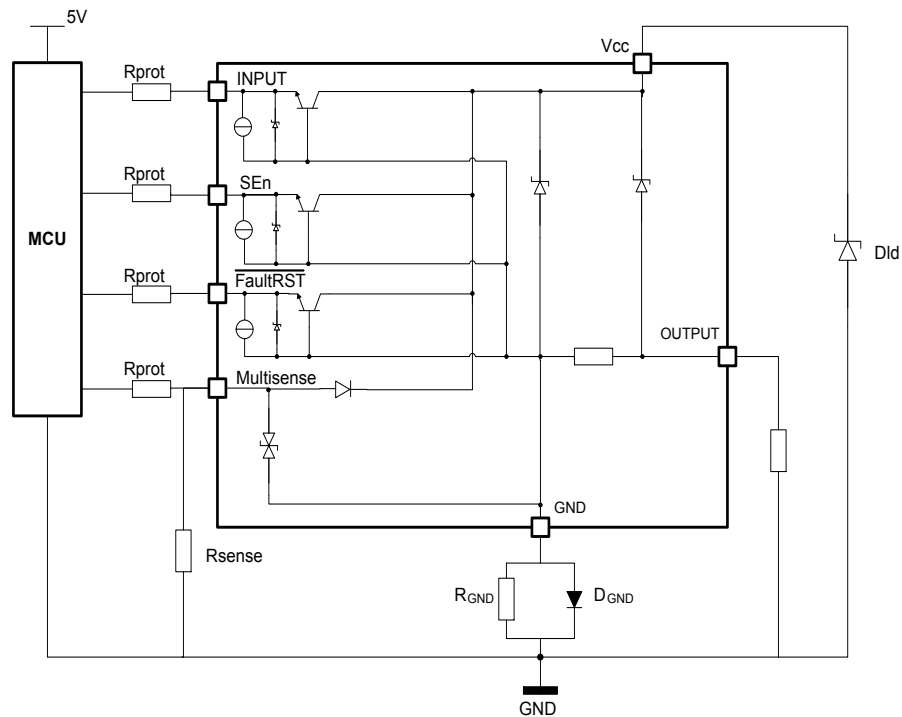 5V
Vcc
Rprot
INPUT
Rprot
SEn
MCU
Dld
Rprot
FaultRST
OUTPUT
Rprot
Multisense
GND
Rsense
RGND
DGND
GND